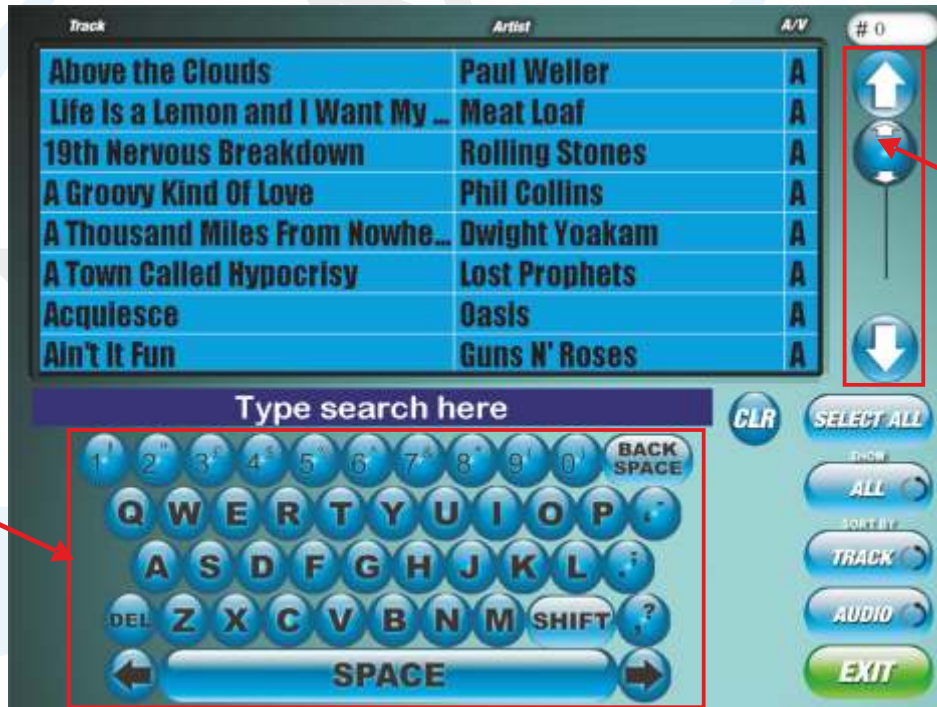 Track Artist A/V # 0
Above the Clouds Paul Weller A
Life Is a Lemon and I Want My ... Meat Loaf A
19th Nervous Breakdown Rolling Stones A
A Groovy Kind Of Love Phil Collins A
A Thousand Miles From Nowhe... Dwight Yoakam A
A Town Called Hypocrisy Lost Prophets A
Acquiesce Oasis A
Ain't It Fun Guns N' Roses A
Type search here CLR SELECT ALL
1 2 3 4 5 6 7 8 9 0 BACK SPACE
SHOW
ALL
Q W E R T Y U I O P
SORT BY
TRACK
A S D F G H J K L
DEL Z X C V B N M SHIFT ? ,
AUDIO
SPACE
EXIT